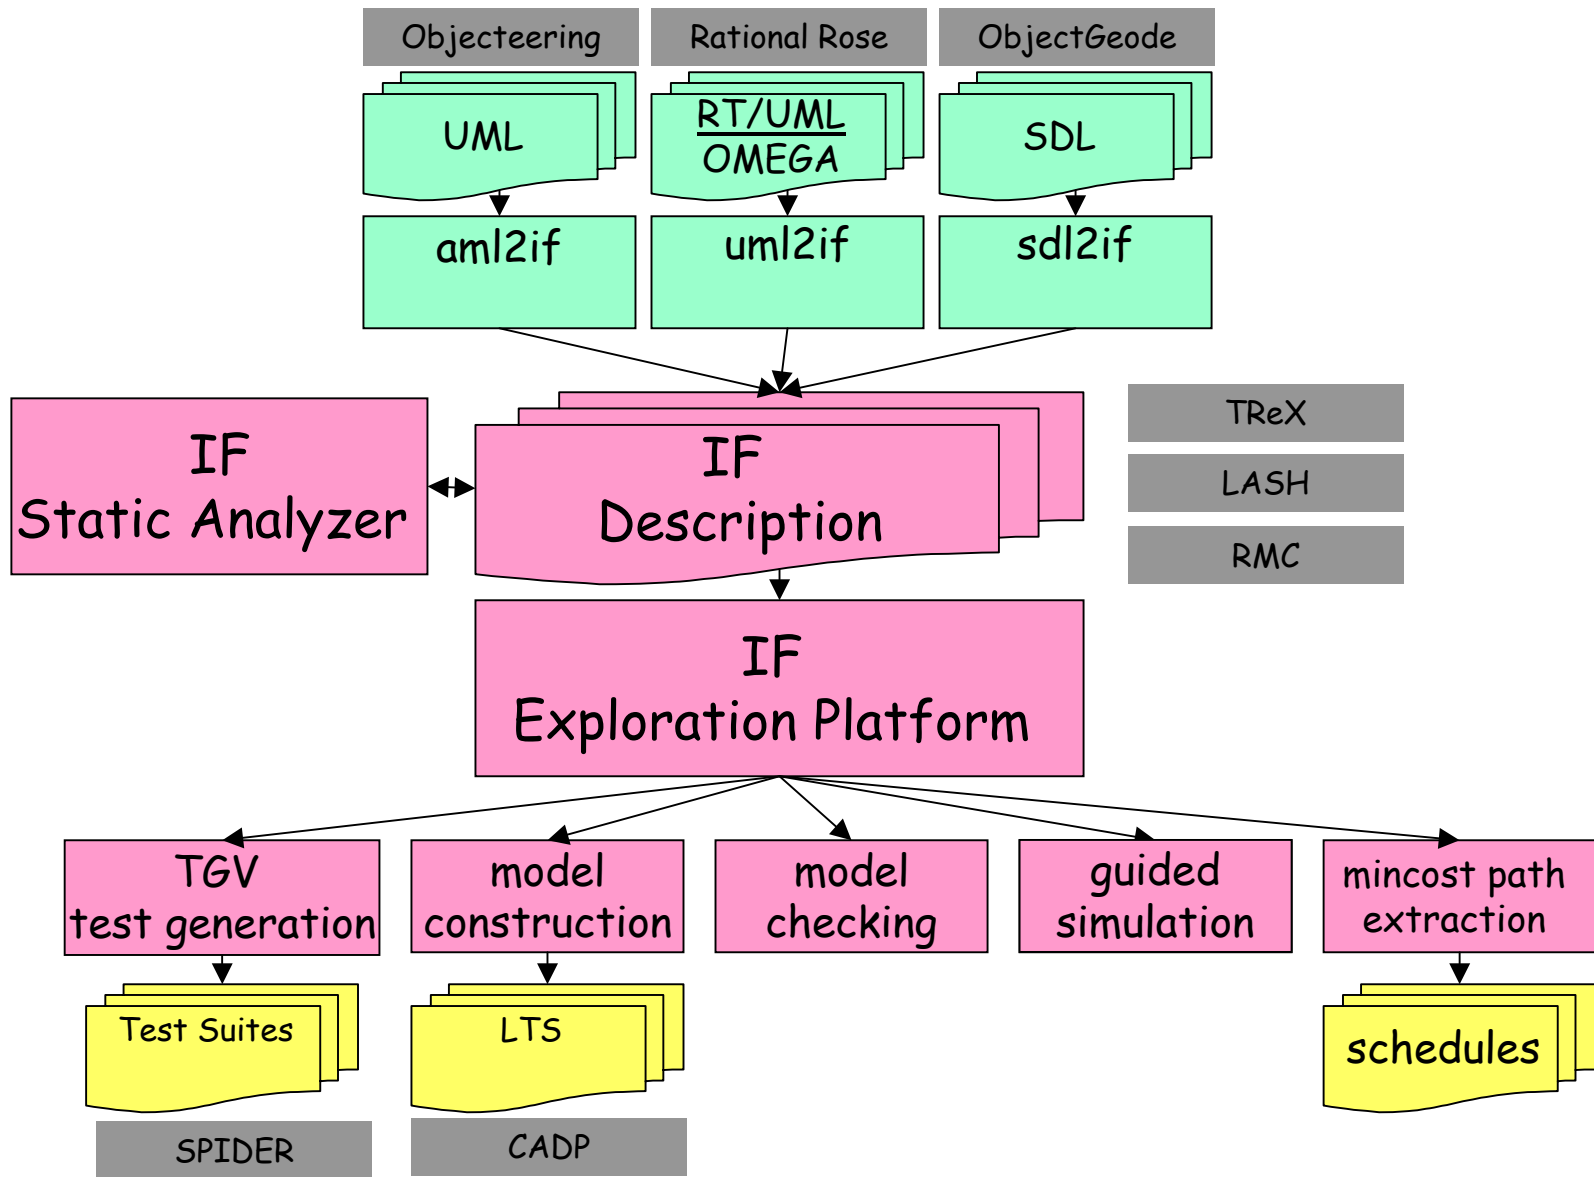 Objecteering
Rational Rose
ObjectGeode
UML
RT/UML
OMEGA
SDL
aml2if
uml2if
sdl2if
IF
Static Analyzer
IF
Description
TReX
LASH
RMC
IF
Exploration Platform
TGV
test generation
model
construction
model
checking
guided
simulation
mincost path
extraction
Test Suites
LTS
schedules
SPIDER
CADP